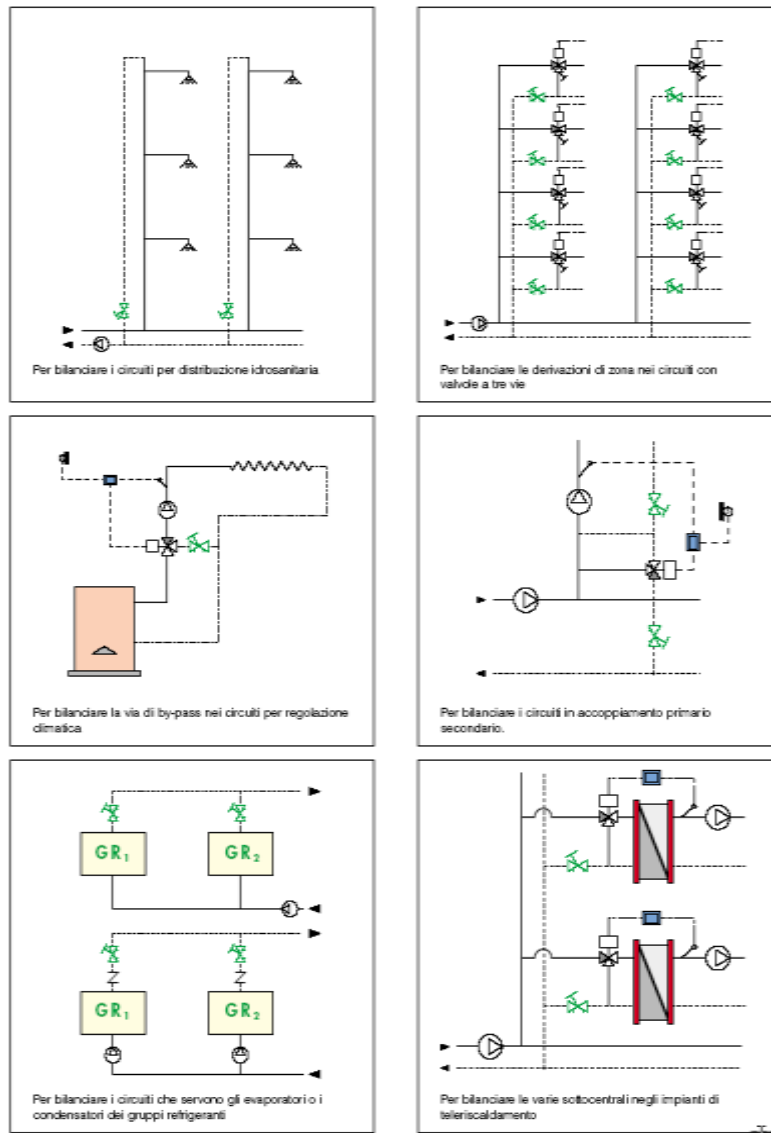 Per bilanciare i circuiti per distribuzione idrosanitaria
Per bilanciare le derivazioni di zona nei circuiti con
valvole a tre vie
Per bilanciare la via di by-pass nei circuiti per regolazione
climatica
Per bilanciare i circuiti in accoppiamento primario
secondario.
GR1
GR2
GR1
GR2
Per bilanciare i circuiti che servono gli evaporatori o i
condensatori dei gruppi refrigeranti
Per bilanciare le varie sottocentrali negli impianti di
teleriscaldamento